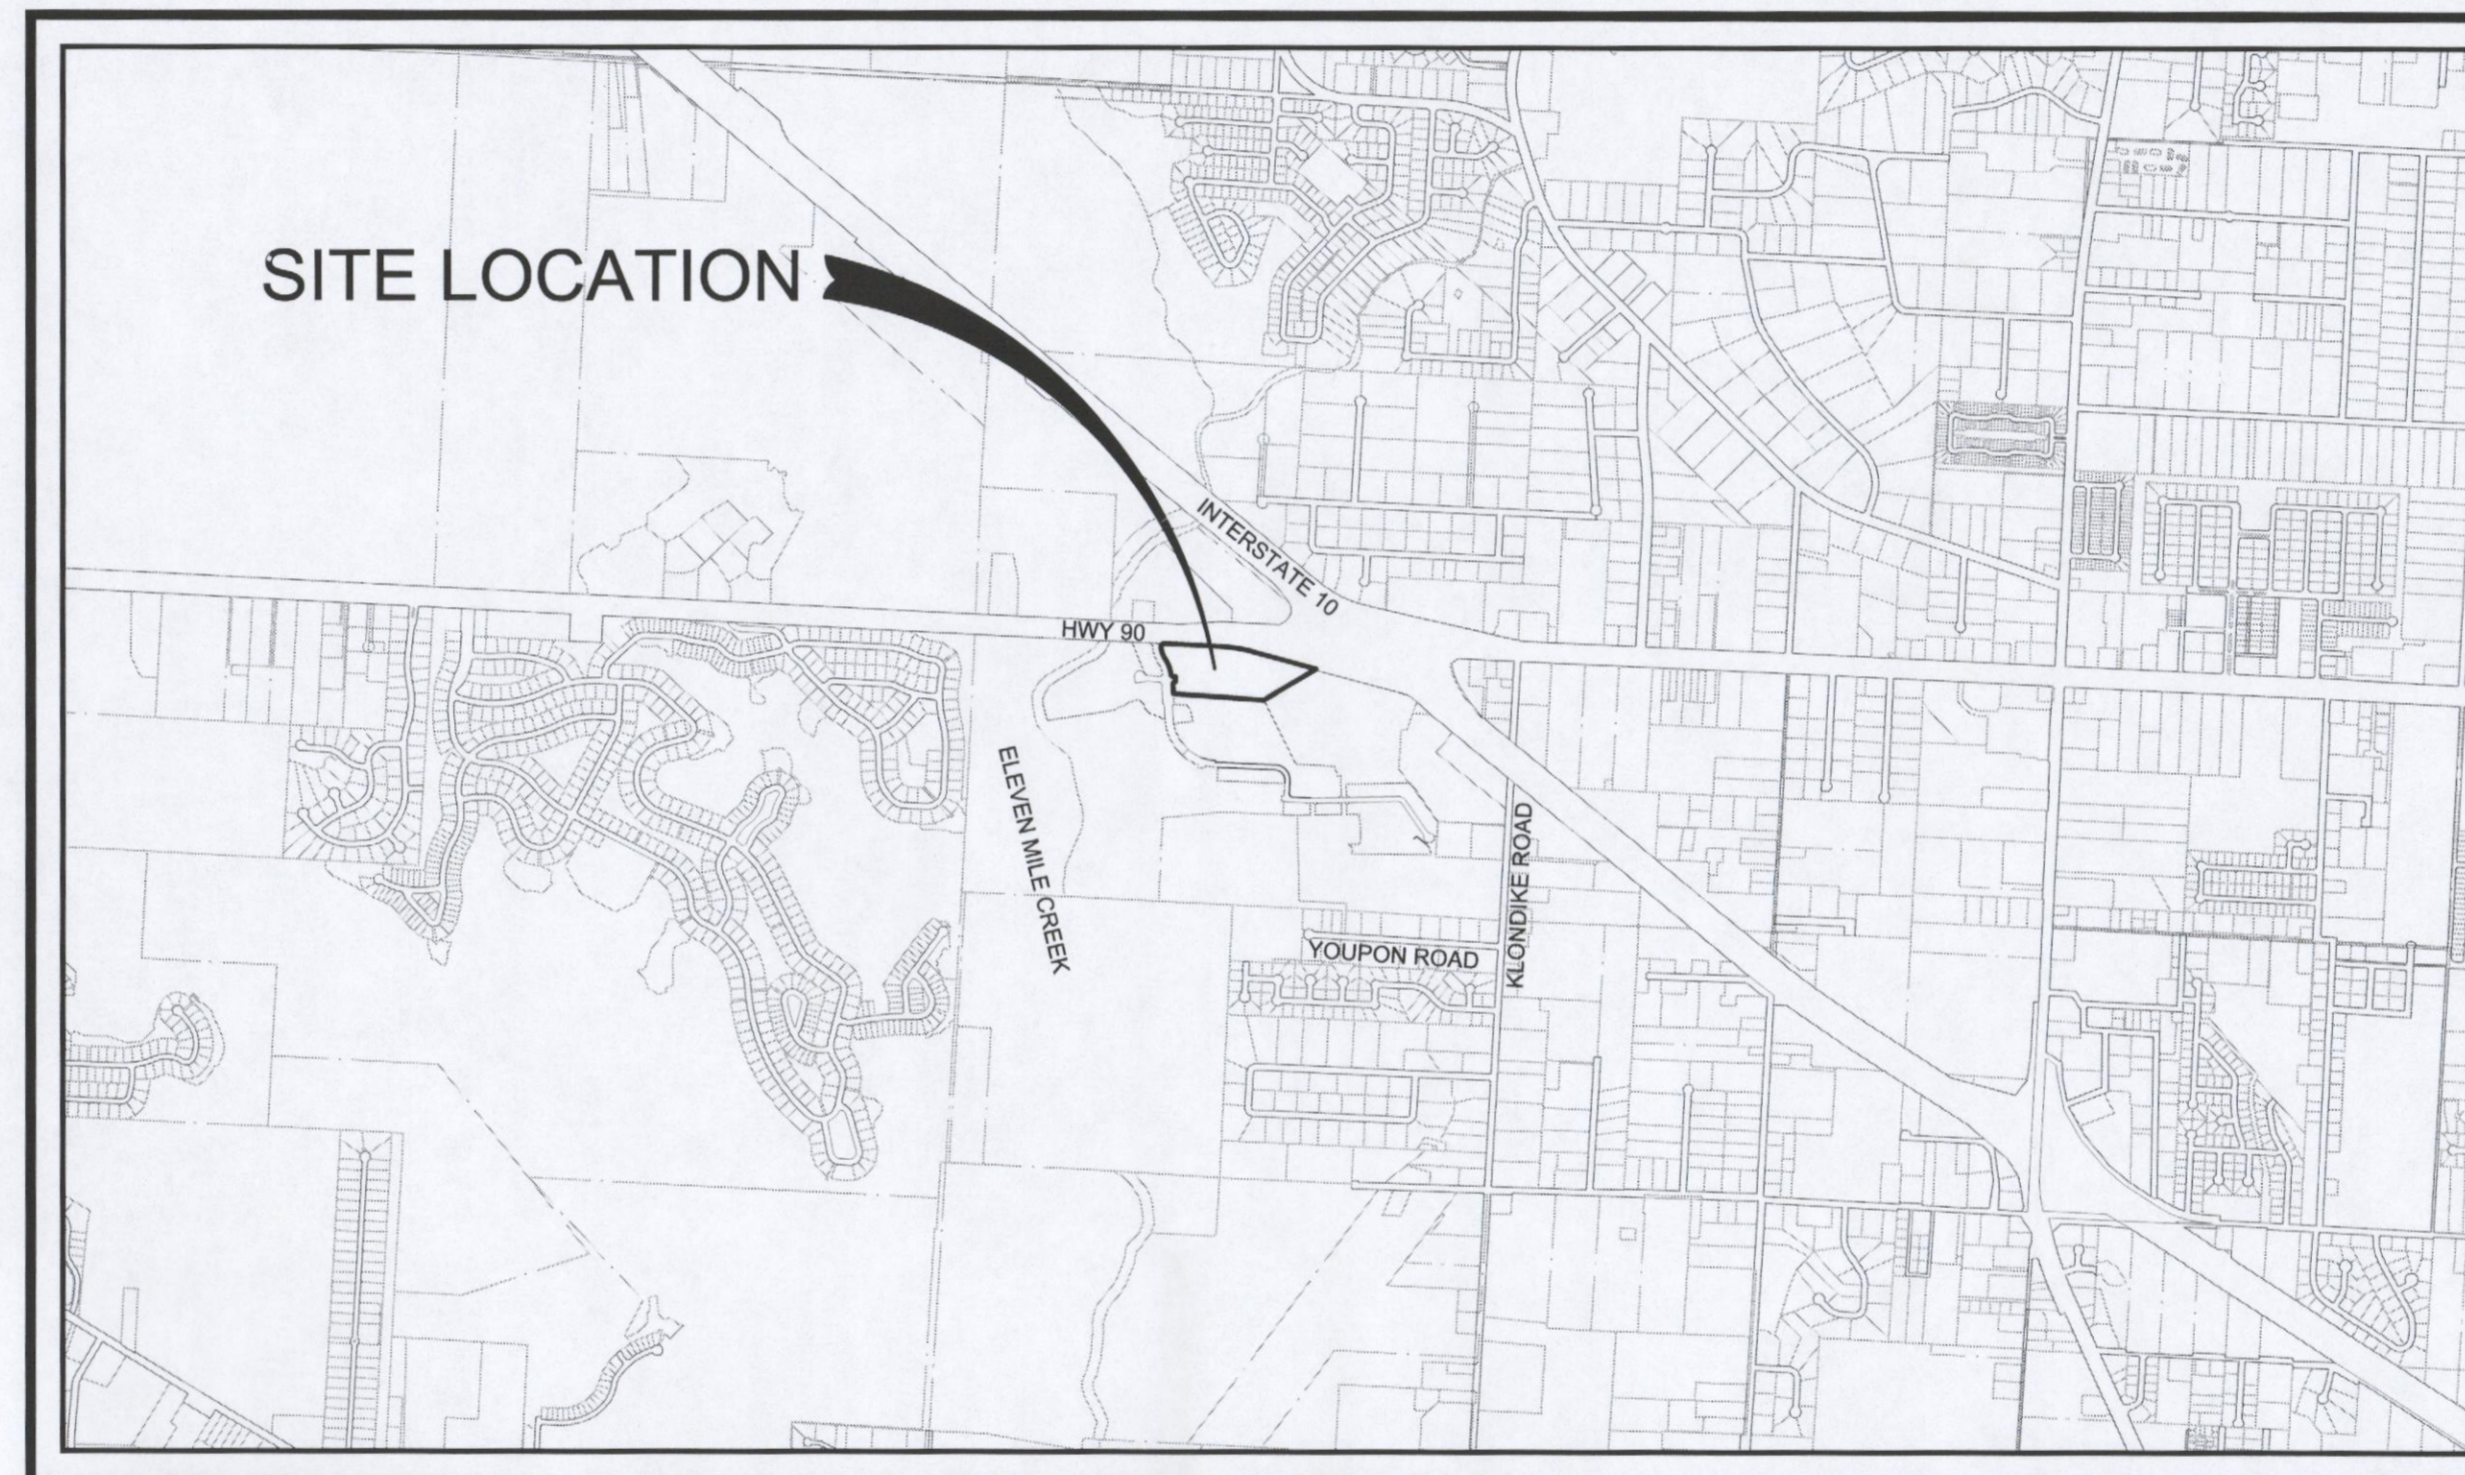 SITE LOCATION
INTERSTATE 10
HWY 90
ELEVEN MILE CREEK
KLONDIKE ROAD
YOUPON ROAD